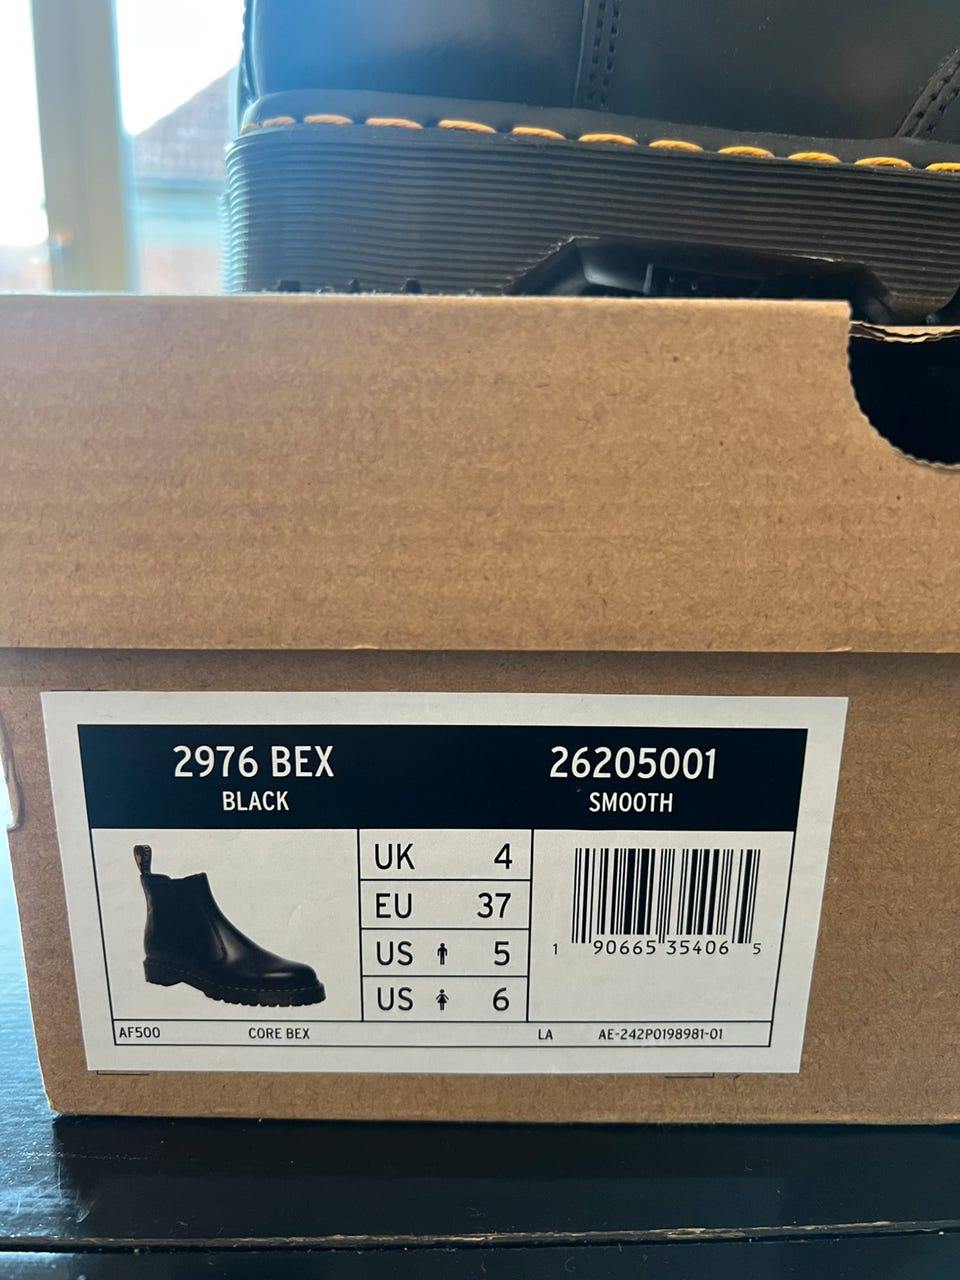 2976 BEX 26205001
BLACK SMOOTH
UK 4
EU 37
US 5
US 6
1 90665 35406 5
AF500 CORE BEX LA AE-242P0198981-01